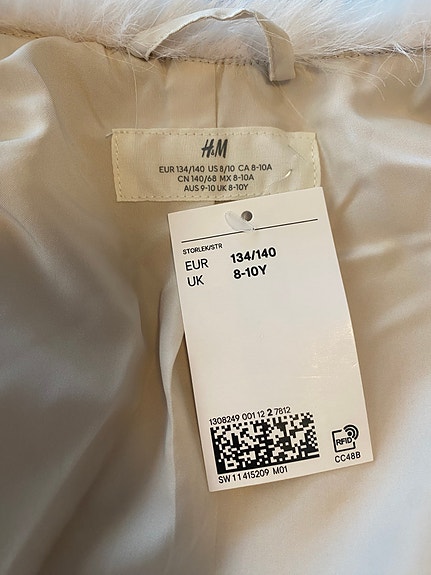 H&M
EUR 134/140 US 8/10 CA 8-10A
CN 140/68 MX 8-10A
AUS 9-10 UK 8-10Y
STORLEK/STR
EUR 134/140
UK 8-10Y
1308249 001 12 2 7812
RFID
CC48B
SW 11 415209 M01